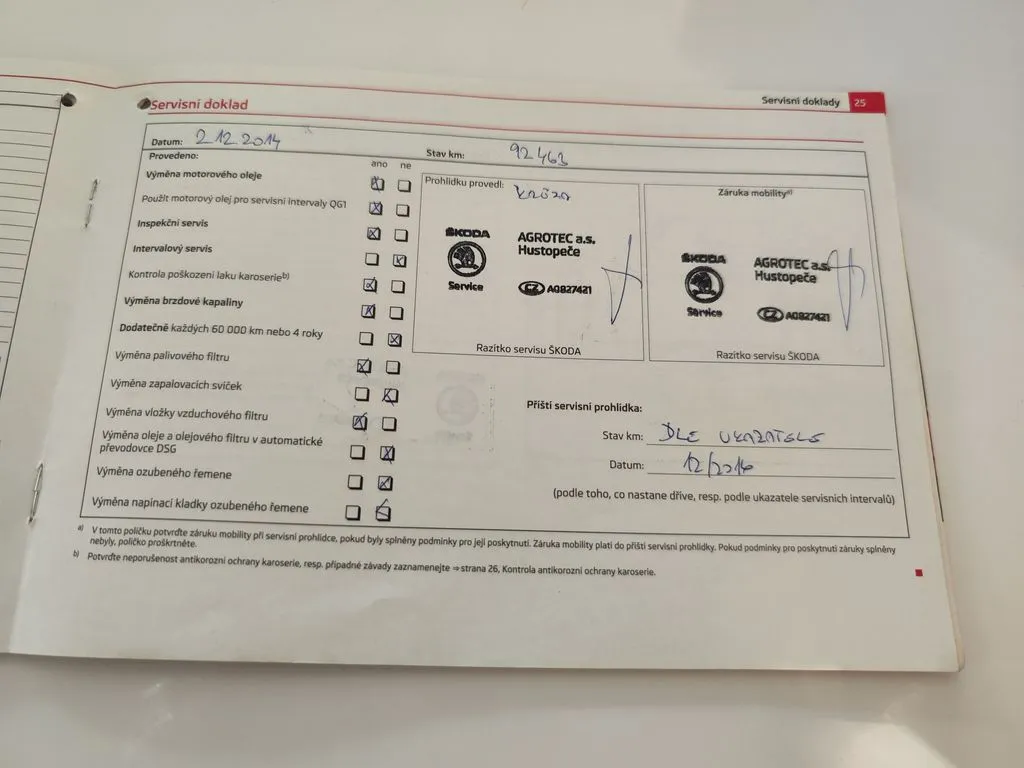 Servisní doklady 25
Servisní doklad
Datum: 2.12.2014 Stav km: 92 463
Provedeno: ano ne
Výměna motorového oleje
Použit motorový olej pro servisní intervaly QG1
Inspekční servis
Intervalový servis
Kontrola poškození laku karoserie b)
Výměna brzdové kapaliny
Dodatečně každých 60 000 km nebo 4 roky
Výměna palivového filtru
Výměna zapalovacích svíček
Výměna vložky vzduchového filtru
Výměna oleje a olejového filtru v automatické
převodovce DSG
Výměna ozubeného řemene
Výměna napínací kladky ozubeného řemene
Prohlídku provedl:
ŠKODA
Service
AGROTEC a.s.
Hustopeče
CZ A0827421
Razítko servisu ŠKODA
Záruka mobility a)
ŠKODA
Service
AGROTEC a.s.
Hustopeče
CZ A0827421
Razítko servisu ŠKODA
Příští servisní prohlídka:
Stav km: DLE UKAZATELE
Datum: 12/2016
(podle toho, co nastane dříve, resp. podle ukazatele servisních intervalů)
a) V tomto políčku potvrďte záruku mobility při servisní prohlídce, pokud byly splněny podmínky pro její poskytnutí. Záruka mobility platí do příští servisní prohlídky. Pokud podmínky pro poskytnutí záruky splněny
nebyly, políčko proškrtněte.
b) Potvrďte neporušenost antikorozní ochrany karoserie, resp. případné závady zaznamenejte ⇒ strana 26, Kontrola antikorozní ochrany karoserie.